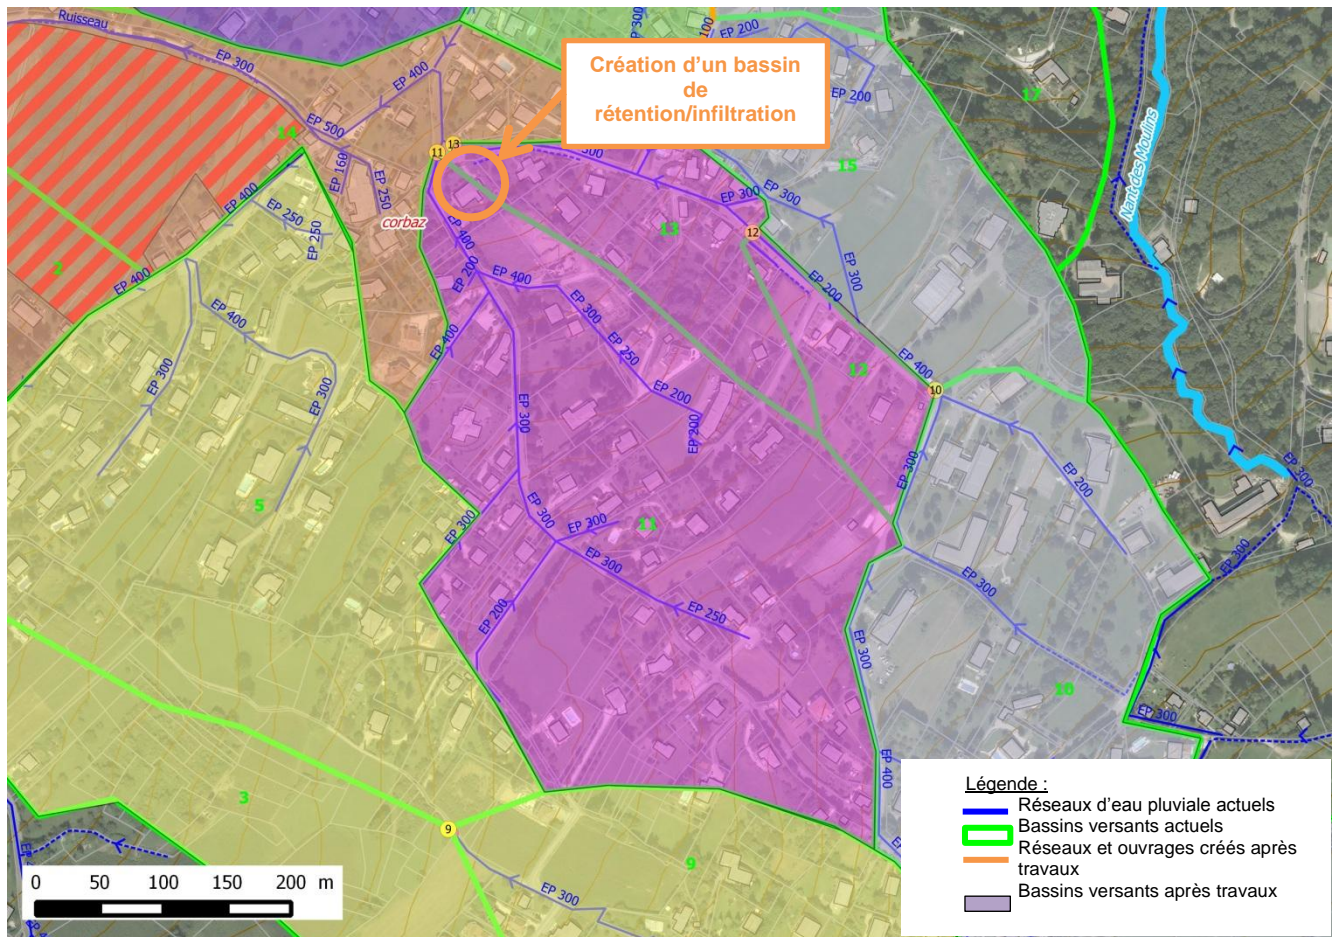 Ruisseau
EP 300
EP 400
EP 500
EP 160
EP 250
14
corbaz
11
13
Création d'un bassin
de
rétention/infiltration
EP 300
100
EP 200
EP 200
15
17
Nant des Moulins
EP 300
EP 300
12
13
EP 300
EP 200
EP 400
10
12
EP 400
EP 200
EP 400
EP 300
EP 250
EP 200
EP 200
EP 400
EP 300
EP 300
EP 300
EP 300
EP 300
11
EP 200
EP 250
EP 300
EP 200
EP 300
EP 300
EP 400
10
EP 300
EP 300
EP 300
2
EP 400
EP 400
EP 250
EP 250
EP 400
EP 300
EP 300
5
3
9
9
EP 300
0 50 100 150 200 m
Légende :
Réseaux d'eau pluviale actuels
Bassins versants actuels
Réseaux et ouvrages créés après
travaux
Bassins versants après travaux